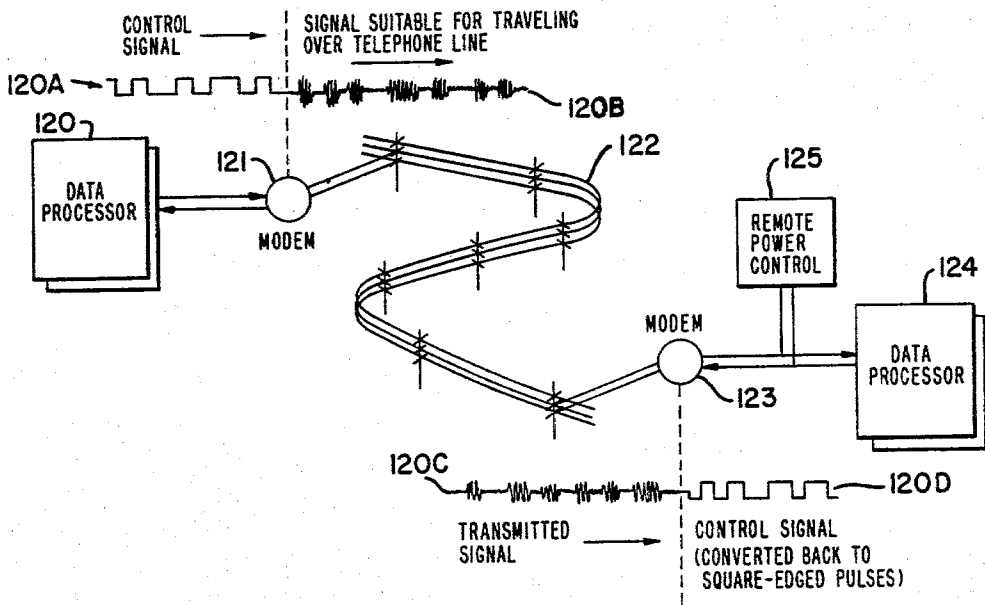 CONTROL
SIGNAL
SIGNAL SUITABLE FOR TRAVELING
OVER TELEPHONE LINE
120A
120B
120
DATA
PROCESSOR
121
MODEM
122
125
REMOTE
POWER
CONTROL
124
DATA
PROCESSOR
MODEM
123
120C
120D
TRANSMITTED
SIGNAL
CONTROL SIGNAL
(CONVERTED BACK TO
SQUARE-EDGED PULSES)